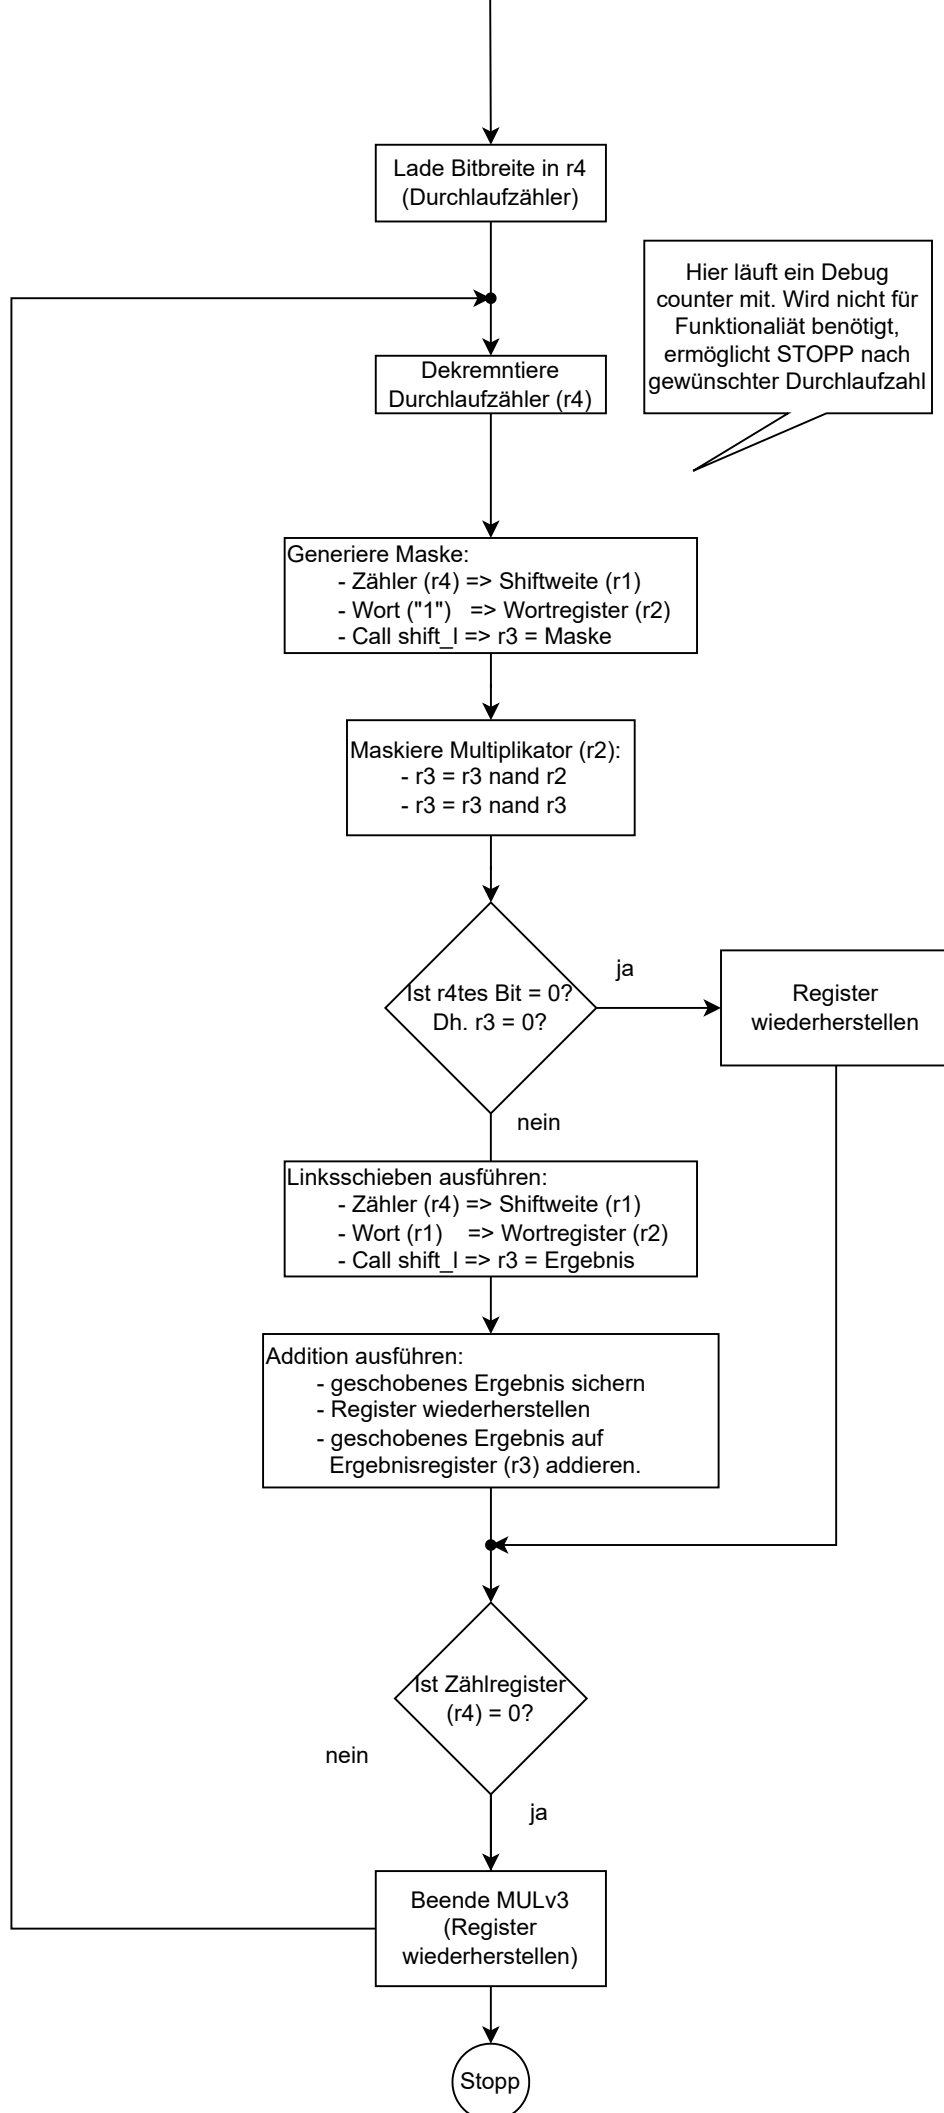 Lade Bitbreite in r4
(Durchlaufzähler)
Hier läuft ein Debug
counter mit. Wird nicht für
Funktionaliät benötigt,
ermöglicht STOPP nach
gewünschter Durchlaufzahl
Dekremntiere
Durchlaufzähler (r4)
Generiere Maske:
- Zähler (r4) => Shiftweite (r1)
- Wort ("1") => Wortregister (r2)
- Call shift_l => r3 = Maske
Maskiere Multiplikator (r2):
- r3 = r3 nand r2
- r3 = r3 nand r3
Ist r4tes Bit = 0?
Dh. r3 = 0?
ja
Register
wiederherstellen
nein
Linksschieben ausführen:
- Zähler (r4) => Shiftweite (r1)
- Wort (r1) => Wortregister (r2)
- Call shift_l => r3 = Ergebnis
Addition ausführen:
- geschobenes Ergebnis sichern
- Register wiederherstellen
- geschobenes Ergebnis auf
Ergebnisregister (r3) addieren.
Ist Zählregister
(r4) = 0?
nein
ja
Beende MULv3
(Register
wiederherstellen)
Stopp